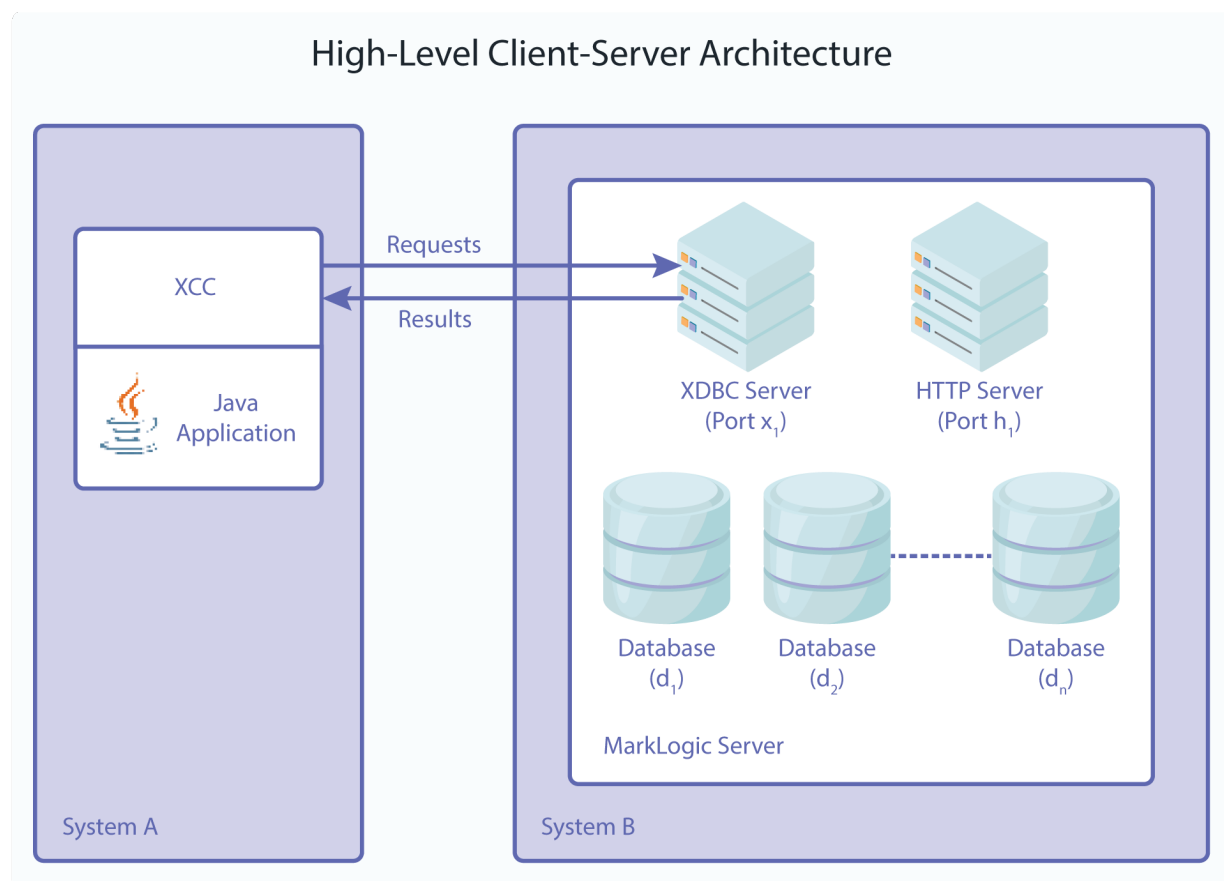 High-Level Client-Server Architecture
Requests
XCC
Results
Java
Application
XDBC Server
(Port x₁)
HTTP Server
(Port h₁)
Database
(d₁)
Database
(d₂)
Database
(dₙ)
MarkLogic Server
System A
System B